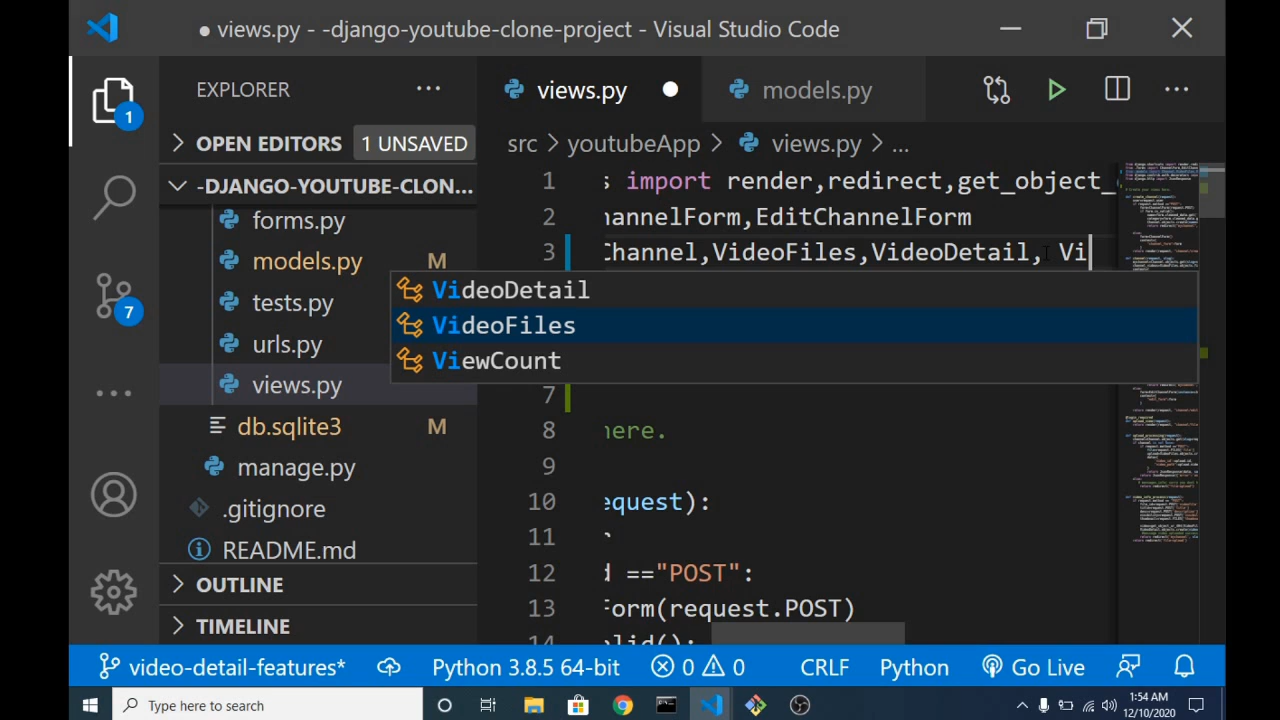 ● views.py - -django-youtube-clone-project - Visual Studio Code
EXPLORER
views.py
models.py
OPEN EDITORS 1 UNSAVED
src > youtubeApp > views.py > ...
-DJANGO-YOUTUBE-CLON...
forms.py
models.py M
tests.py
urls.py
views.py
db.sqlite3 M
manage.py
.gitignore
README.md
OUTLINE
TIMELINE
1
7
1 s import render,redirect,get_object_
2 hannelForm,EditChannelForm
3 Channel,VideoFiles,VideoDetail, Vi
VideoDetail
VideoFiles
ViewCount
7
8 here.
9
10 equest):
11
12 d =="POST":
13 Form(request.POST)
14 alid():
video-detail-features* Python 3.8.5 64-bit 0 0 CRLF Python Go Live
Type here to search
1:54 AM
12/10/2020